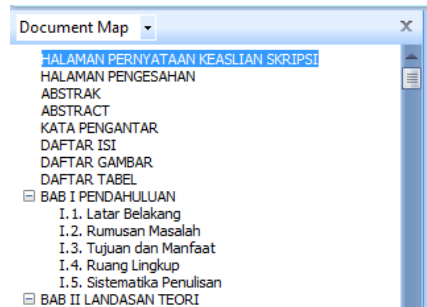 Document Map
HALAMAN PERNYATAAN KEASLIAN SKRIPSI
HALAMAN PENGESAHAN
ABSTRAK
ABSTRACT
KATA PENGANTAR
DAFTAR ISI
DAFTAR GAMBAR
DAFTAR TABEL
BAB I PENDAHULUAN
I.1. Latar Belakang
I.2. Rumusan Masalah
I.3. Tujuan dan Manfaat
I.4. Ruang Lingkup
I.5. Sistematika Penulisan
BAB II LANDASAN TEORI